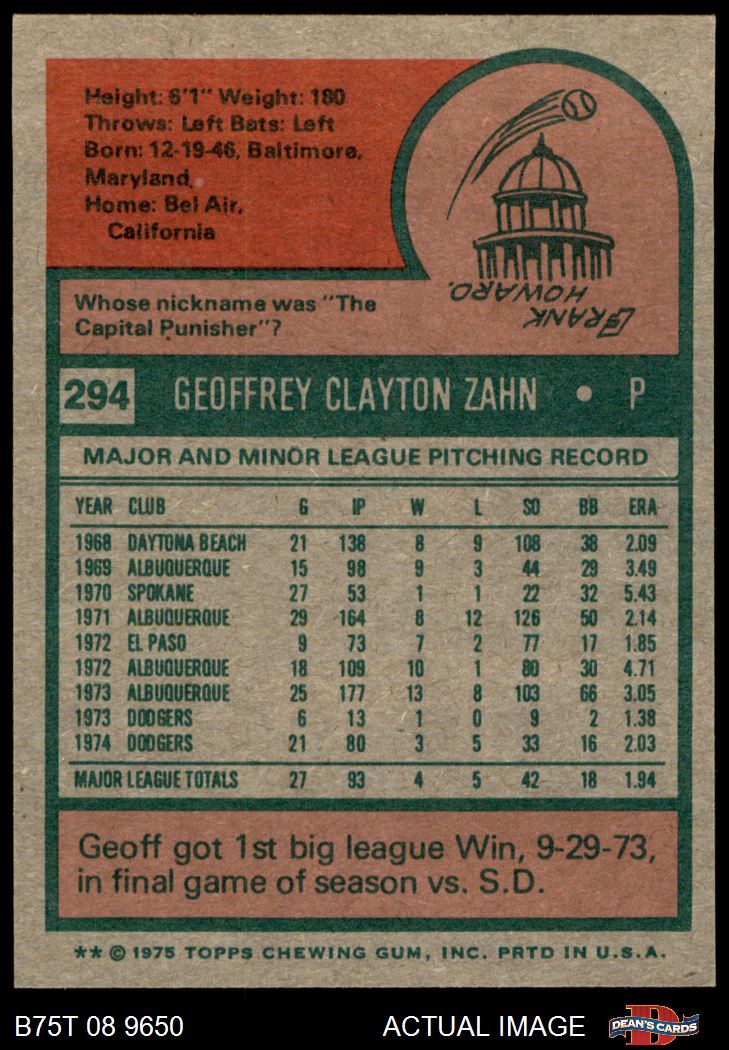 Height: 6'1" Weight: 180
Throws: Left Bats: Left
Born: 12-19-46, Baltimore,
Maryland
Home: Bel Air,
California
Whose nickname was "The
Capital Punisher"?
FRANK
HOWARD.
294 GEOFFREY CLAYTON ZAHN • P
MAJOR AND MINOR LEAGUE PITCHING RECORD
YEAR CLUB G IP W L SO BB ERA
1968 DAYTONA BEACH 21 138 8 9 108 38 2.09
1969 ALBUQUERQUE 15 98 9 3 44 29 3.49
1970 SPOKANE 27 53 1 1 22 32 5.43
1971 ALBUQUERQUE 29 164 8 12 126 50 2.14
1972 EL PASO 9 73 7 2 77 17 1.85
1972 ALBUQUERQUE 18 109 10 1 80 30 4.71
1973 ALBUQUERQUE 25 177 13 8 103 66 3.05
1973 DODGERS 6 13 1 0 9 2 1.38
1974 DODGERS 21 80 3 5 33 16 2.03
MAJOR LEAGUE TOTALS 27 93 4 5 42 18 1.94
Geoff got 1st big league Win, 9-29-73,
in final game of season vs. S.D.
** © 1975 TOPPS CHEWING GUM, INC. PRTD IN U.S.A.
B75T 08 9650 ACTUAL IMAGE D DEAN'S CARDS